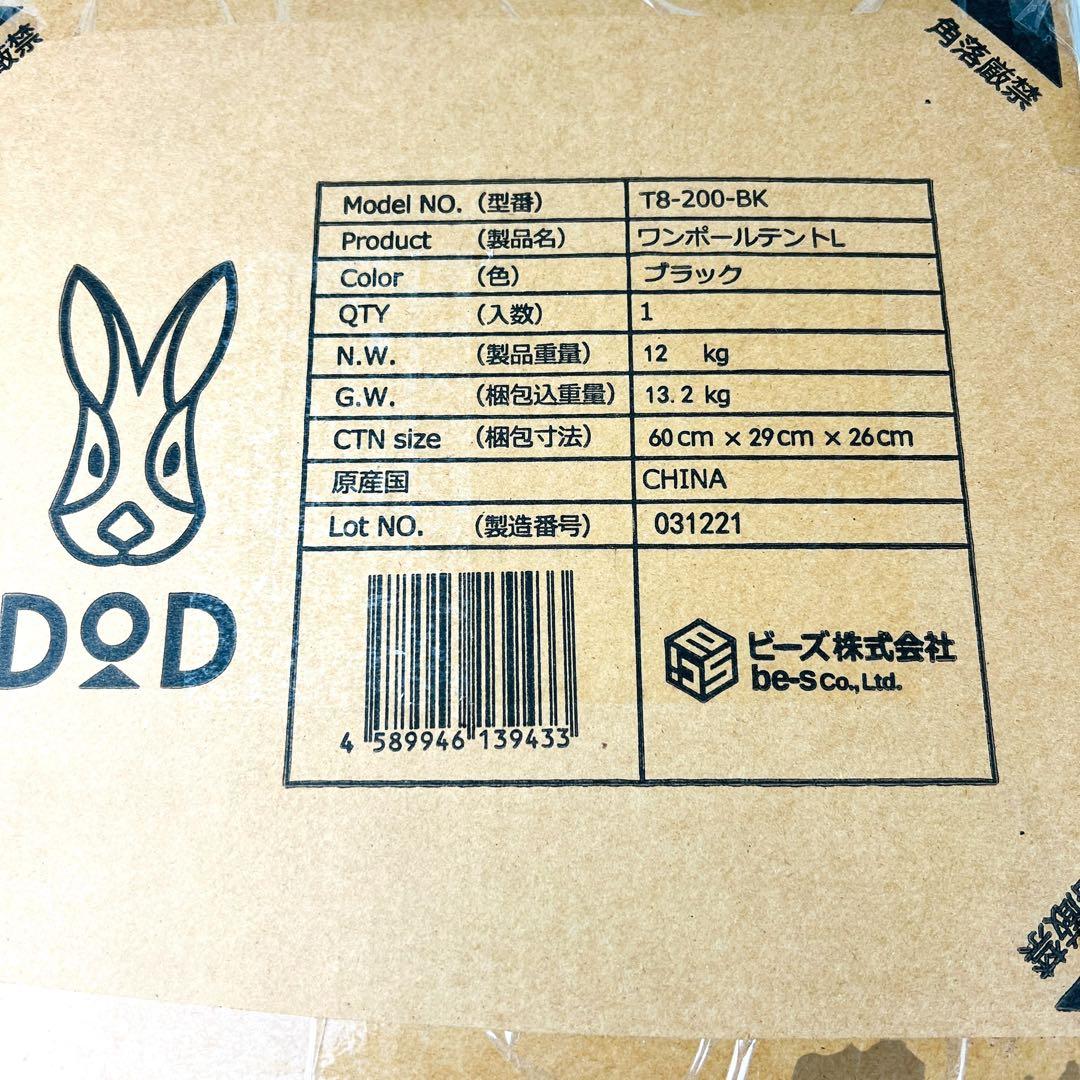 角落厳禁
厳禁
Model NO. (型番) T8-200-BK
Product (製品名) ワンポールテントL
Color (色) ブラック
QTY (入数) 1
N.W. (製品重量) 12 kg
G.W. (梱包込重量) 13.2 kg
CTN size (梱包寸法) 60cm × 29cm × 26cm
原産国 CHINA
Lot NO. (製造番号) 031221
DOD
4 589946 139433
ビーズ株式会社
be-s Co., Ltd.
厳禁